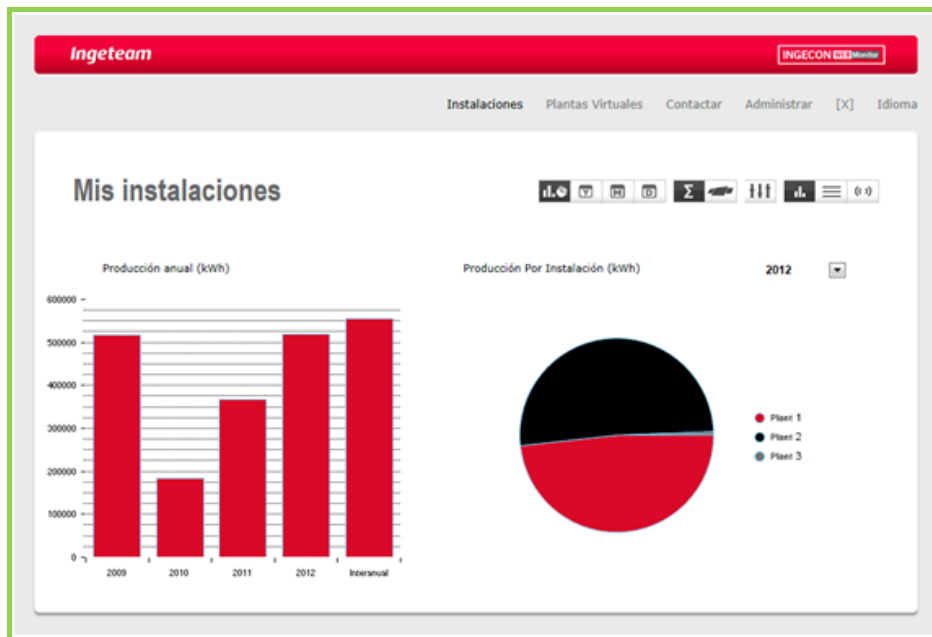 Ingeteam
INGECON WEB Monitor
Instalaciones Plantas Virtuales Contactar Administrar [X] Idioma
Mis instalaciones
Y M D Σ
Producción anual (kWh)
Producción Por Instalación (kWh)
2012
600000
500000
400000
300000
200000
100000
0
2009 2010 2011 2012 Interanual
Plant 1
Plant 2
Plant 3